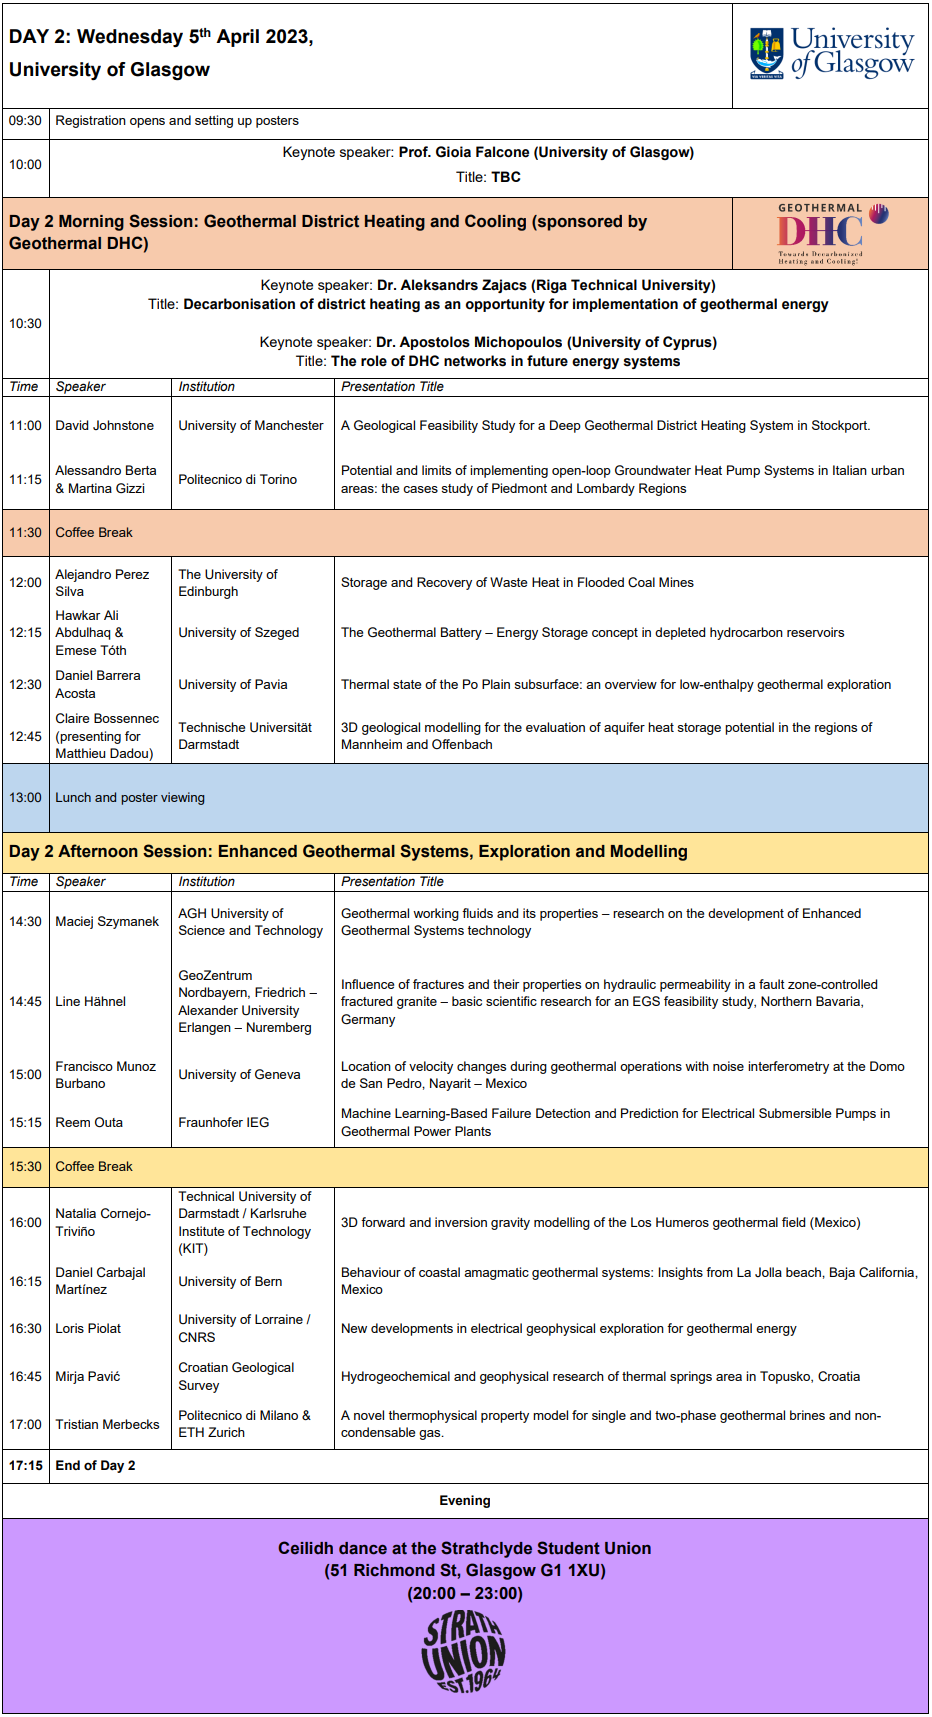 DAY 2: Wednesday 5th April 2023,
University of Glasgow
University
of Glasgow
09:30 Registration opens and setting up posters
10:00
Keynote speaker: Prof. Gioia Falcone (University of Glasgow)
Title: TBC
Day 2 Morning Session: Geothermal District Heating and Cooling (sponsored by
Geothermal DHC)
GEOTHERMAL
DHC
Towards Decarbonized
Heating and Cooling!
10:30
Keynote speaker: Dr. Aleksandrs Zajacs (Riga Technical University)
Title: Decarbonisation of district heating as an opportunity for implementation of geothermal energy
Keynote speaker: Dr. Apostolos Michopoulos (University of Cyprus)
Title: The role of DHC networks in future energy systems
Time Speaker Institution Presentation Title
11:00 David Johnstone University of Manchester A Geological Feasibility Study for a Deep Geothermal District Heating System in Stockport.
11:15
Alessandro Berta
& Martina Gizzi
Politecnico di Torino
Potential and limits of implementing open-loop Groundwater Heat Pump Systems in Italian urban
areas: the cases study of Piedmont and Lombardy Regions
11:30 Coffee Break
12:00
Alejandro Perez
Silva
The University of
Edinburgh
Storage and Recovery of Waste Heat in Flooded Coal Mines
12:15
Hawkar Ali
Abdulhaq &
Emese Tóth
University of Szeged
The Geothermal Battery – Energy Storage concept in depleted hydrocarbon reservoirs
12:30
Daniel Barrera
Acosta
University of Pavia
Thermal state of the Po Plain subsurface: an overview for low-enthalpy geothermal exploration
12:45
Claire Bossennec
(presenting for
Matthieu Dadou)
Technische Universität
Darmstadt
3D geological modelling for the evaluation of aquifer heat storage potential in the regions of
Mannheim and Offenbach
13:00 Lunch and poster viewing
Day 2 Afternoon Session: Enhanced Geothermal Systems, Exploration and Modelling
Time Speaker Institution Presentation Title
14:30 Maciej Szymanek
AGH University of
Science and Technology
Geothermal working fluids and its properties – research on the development of Enhanced
Geothermal Systems technology
14:45 Line Hähnel
GeoZentrum
Nordbayern, Friedrich –
Alexander University
Erlangen – Nuremberg
Influence of fractures and their properties on hydraulic permeability in a fault zone-controlled
fractured granite – basic scientific research for an EGS feasibility study, Northern Bavaria,
Germany
15:00
Francisco Munoz
Burbano
University of Geneva
Location of velocity changes during geothermal operations with noise interferometry at the Domo
de San Pedro, Nayarit – Mexico
15:15 Reem Outa Fraunhofer IEG
Machine Learning-Based Failure Detection and Prediction for Electrical Submersible Pumps in
Geothermal Power Plants
15:30 Coffee Break
16:00
Natalia Cornejo-
Triviño
Technical University of
Darmstadt / Karlsruhe
Institute of Technology
(KIT)
3D forward and inversion gravity modelling of the Los Humeros geothermal field (Mexico)
16:15
Daniel Carbajal
Martínez
University of Bern
Behaviour of coastal amagmatic geothermal systems: Insights from La Jolla beach, Baja California,
Mexico
16:30 Loris Piolat
University of Lorraine /
CNRS
New developments in electrical geophysical exploration for geothermal energy
16:45 Mirja Pavić
Croatian Geological
Survey
Hydrogeochemical and geophysical research of thermal springs area in Topusko, Croatia
17:00 Tristian Merbecks
Politecnico di Milano &
ETH Zurich
A novel thermophysical property model for single and two-phase geothermal brines and non-
condensable gas.
17:15 End of Day 2
Evening
Ceilidh dance at the Strathclyde Student Union
(51 Richmond St, Glasgow G1 1XU)
(20:00 – 23:00)
STRATH
UNION
EST.1964